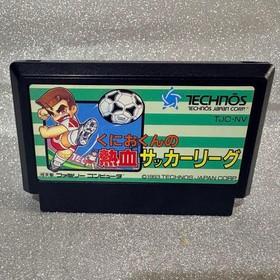 TECHNŌS
TECHNOS JAPAN CORP.
TJC-NV
くにおくんの
熱血サッカーリーグ
ファミリーコンピュータ
©1993 TECHNOS JAPAN CORP.